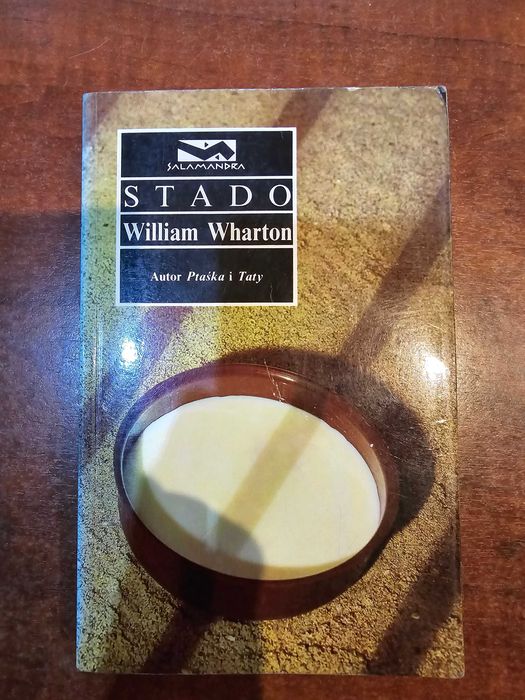 SALAMANDRA
STADO
William Wharton
Autor Ptaśka i Taty